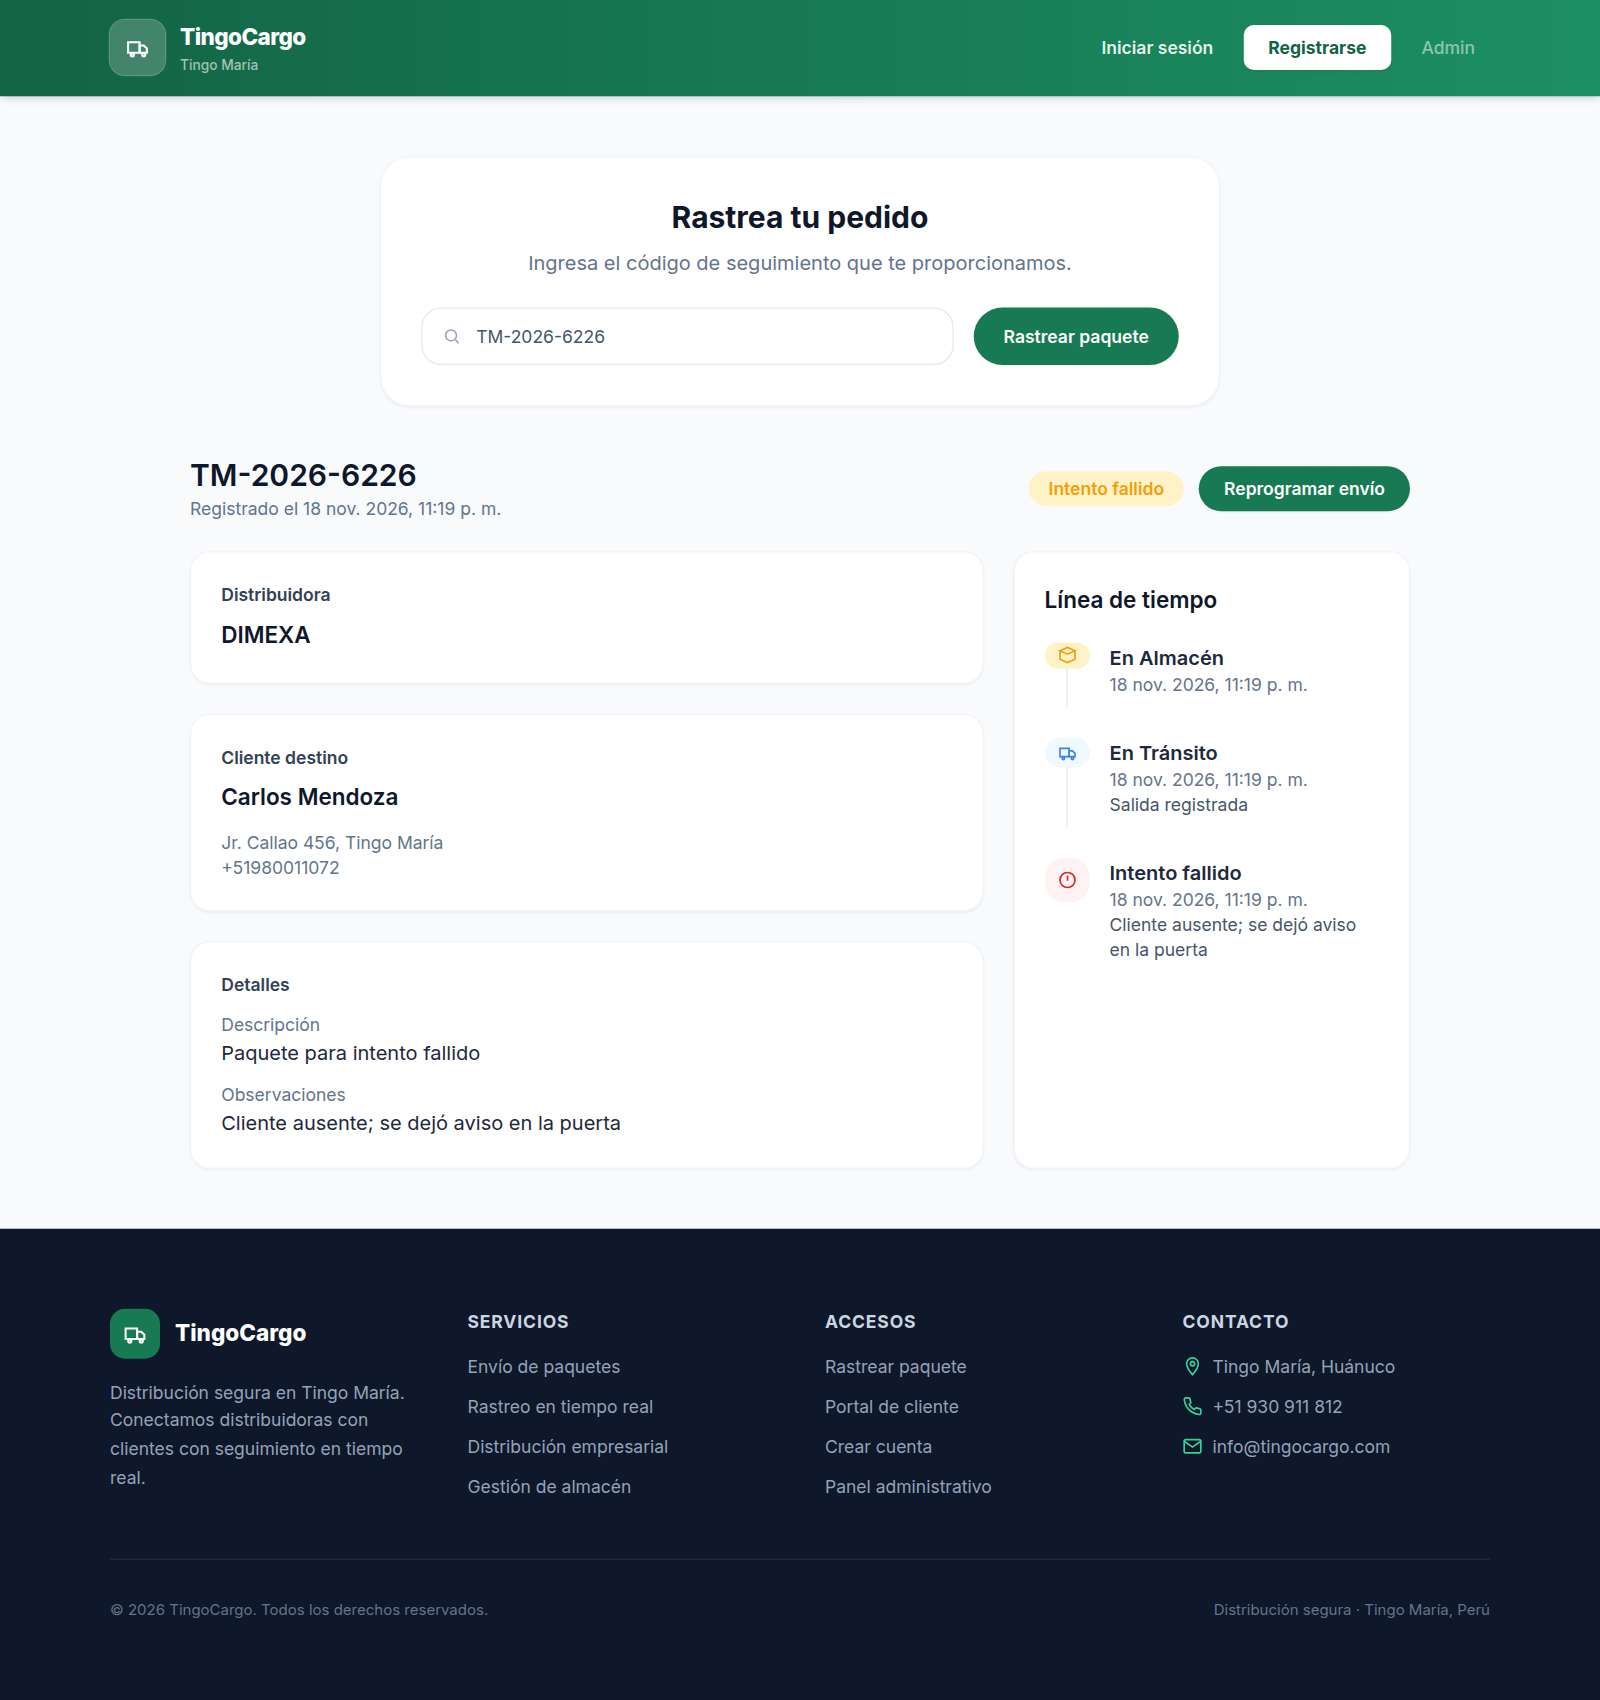 TingoCargo
Tingo María
Iniciar sesión
Registrarse
Admin
Rastrea tu pedido
Ingresa el código de seguimiento que te proporcionamos.
TM-2026-6226
Rastrear paquete
TM-2026-6226
Registrado el 18 nov. 2026, 11:19 p. m.
Intento fallido
Reprogramar envío
Distribuidora
DIMEXA
Cliente destino
Carlos Mendoza
Jr. Callao 456, Tingo María
+51980011072
Detalles
Descripción
Paquete para intento fallido
Observaciones
Cliente ausente; se dejó aviso en la puerta
Línea de tiempo
En Almacén
18 nov. 2026, 11:19 p. m.
En Tránsito
18 nov. 2026, 11:19 p. m.
Salida registrada
Intento fallido
18 nov. 2026, 11:19 p. m.
Cliente ausente; se dejó aviso
en la puerta
TingoCargo
Distribución segura en Tingo María.
Conectamos distribuidoras con
clientes con seguimiento en tiempo
real.
SERVICIOS
Envío de paquetes
Rastreo en tiempo real
Distribución empresarial
Gestión de almacén
ACCESOS
Rastrear paquete
Portal de cliente
Crear cuenta
Panel administrativo
CONTACTO
Tingo María, Huánuco
+51 930 911 812
info@tingocargo.com
© 2026 TingoCargo. Todos los derechos reservados.
Distribución segura · Tingo María, Perú